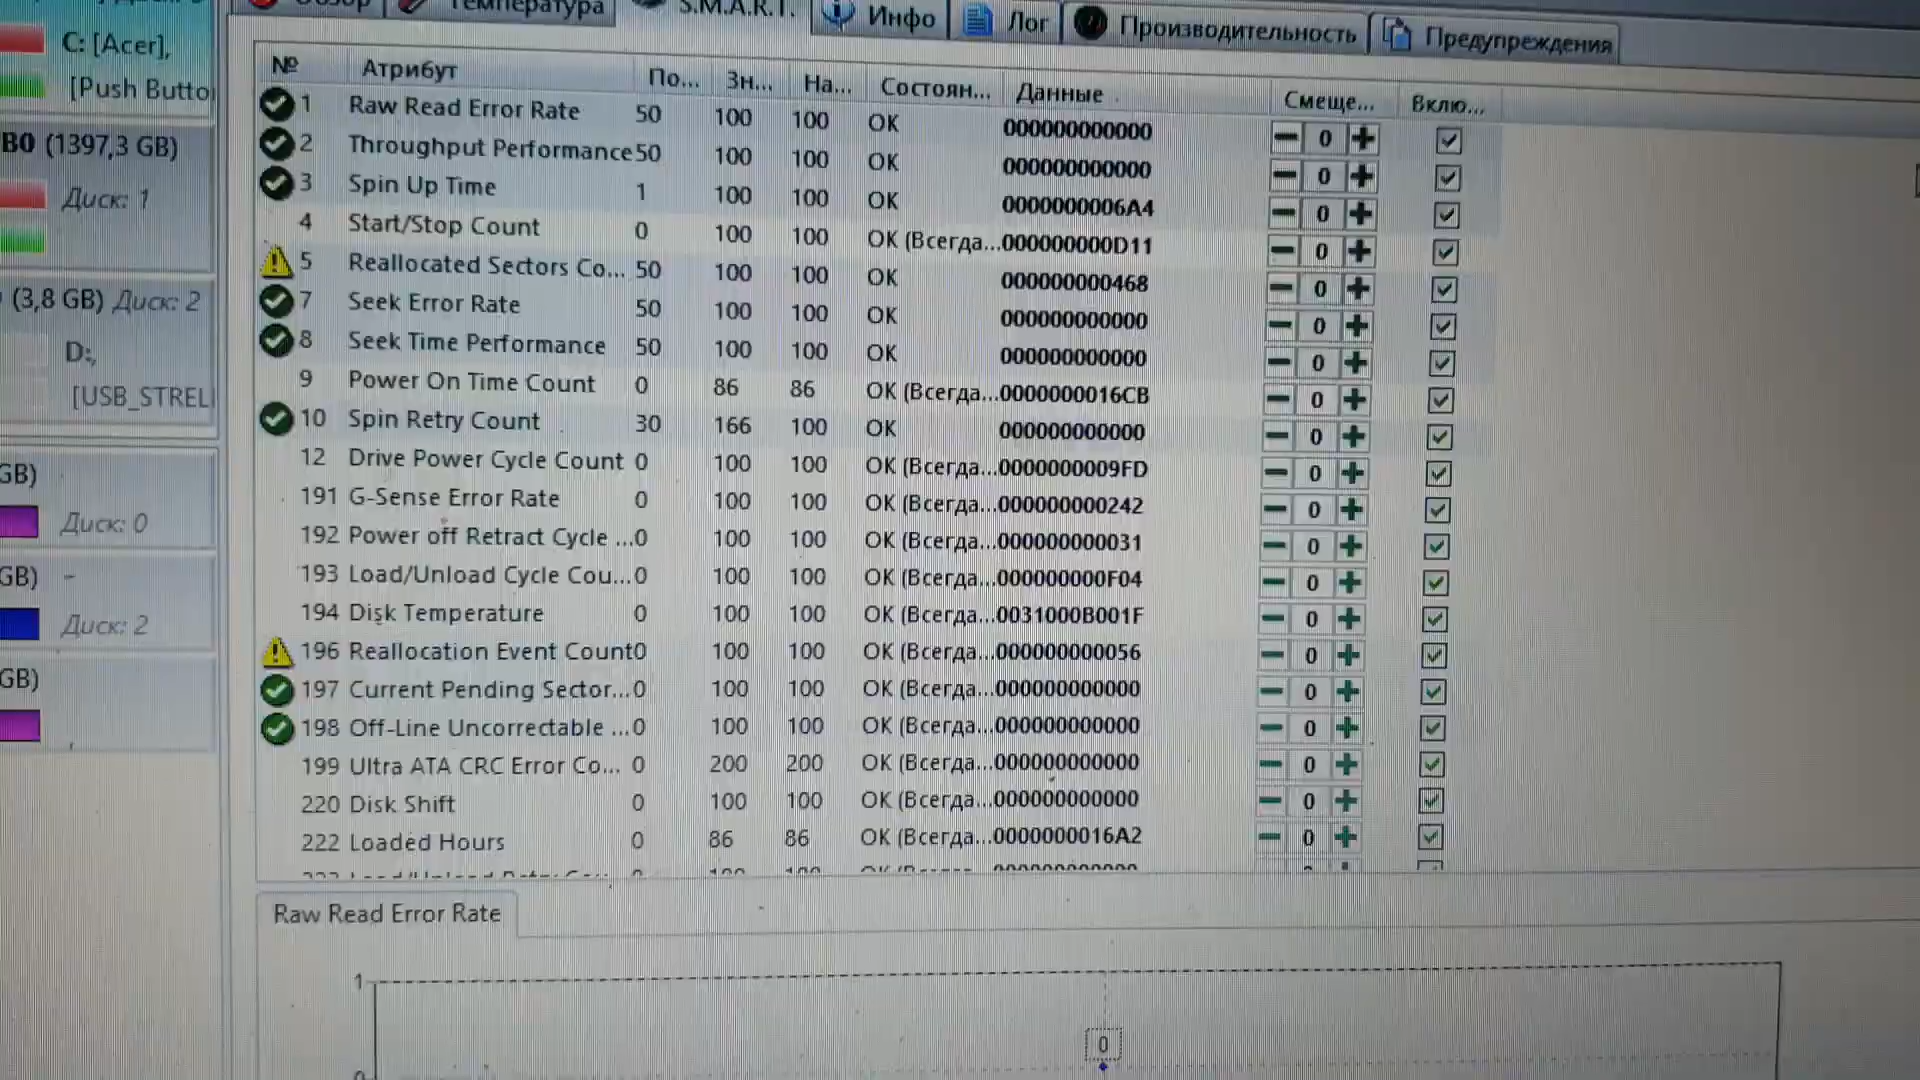 Обзор Температура S.M.A.R.T. Инфо Лог Производительность Предупреждения
C: [Acer],
[Push Butto
B0 (1397,3 GB)
Диск: 1
(3,8 GB) Диск: 2
D:,
[USB_STREL
GB)
Диск: 0
GB) -
Диск: 2
GB)
№ Атрибут По... Зн... На... Состоян... Данные Смеще... Вклю...
1 Raw Read Error Rate 50 100 100 OK 000000000000 0
2 Throughput Performance 50 100 100 OK 000000000000 0
3 Spin Up Time 1 100 100 OK 0000000006A4 0
4 Start/Stop Count 0 100 100 OK (Всегда... 000000000D11 0
5 Reallocated Sectors Co... 50 100 100 OK 000000000468 0
7 Seek Error Rate 50 100 100 OK 000000000000 0
8 Seek Time Performance 50 100 100 OK 000000000000 0
9 Power On Time Count 0 86 86 OK (Всегда... 0000000016CB 0
10 Spin Retry Count 30 166 100 OK 000000000000 0
12 Drive Power Cycle Count 0 100 100 OK (Всегда... 0000000009FD 0
191 G-Sense Error Rate 0 100 100 OK (Всегда... 000000000242 0
192 Power off Retract Cycle ... 0 100 100 OK (Всегда... 000000000031 0
193 Load/Unload Cycle Cou... 0 100 100 OK (Всегда... 000000000F04 0
194 Disk Temperature 0 100 100 OK (Всегда... 0031000B001F 0
196 Reallocation Event Count 0 100 100 OK (Всегда... 000000000056 0
197 Current Pending Sector... 0 100 100 OK (Всегда... 000000000000 0
198 Off-Line Uncorrectable ... 0 100 100 OK (Всегда... 000000000000 0
199 Ultra ATA CRC Error Co... 0 200 200 OK (Всегда... 000000000000 0
220 Disk Shift 0 100 100 OK (Всегда... 000000000000 0
222 Loaded Hours 0 86 86 OK (Всегда... 0000000016A2 0
Raw Read Error Rate
1
0